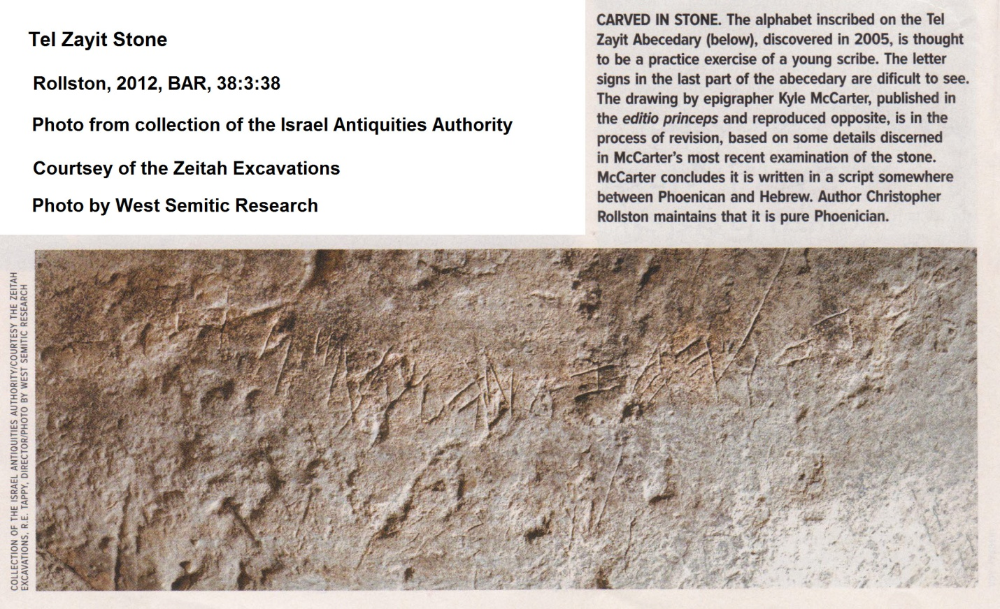 Tel Zayit Stone
Rollston, 2012, BAR, 38:3:38
Photo from collection of the Israel Antiquities Authority
Courtsey of the Zeitah Excavations
Photo by West Semitic Research
CARVED IN STONE. The alphabet inscribed on the Tel
Zayit Abecedary (below), discovered in 2005, is thought
to be a practice exercise of a young scribe. The letter
signs in the last part of the abecedary are dificult to see.
The drawing by epigrapher Kyle McCarter, published in
the editio princeps and reproduced opposite, is in the
process of revision, based on some details discerned
in McCarter's most recent examination of the stone.
McCarter concludes it is written in a script somewhere
between Phoenican and Hebrew. Author Christopher
Rollston maintains that it is pure Phoenician.
COLLECTION OF THE ISRAEL ANTIQUITIES AUTHORITY/COURTESY THE ZEITAH
EXCAVATIONS, R.E. TAPPY, DIRECTOR/PHOTO BY WEST SEMITIC RESEARCH